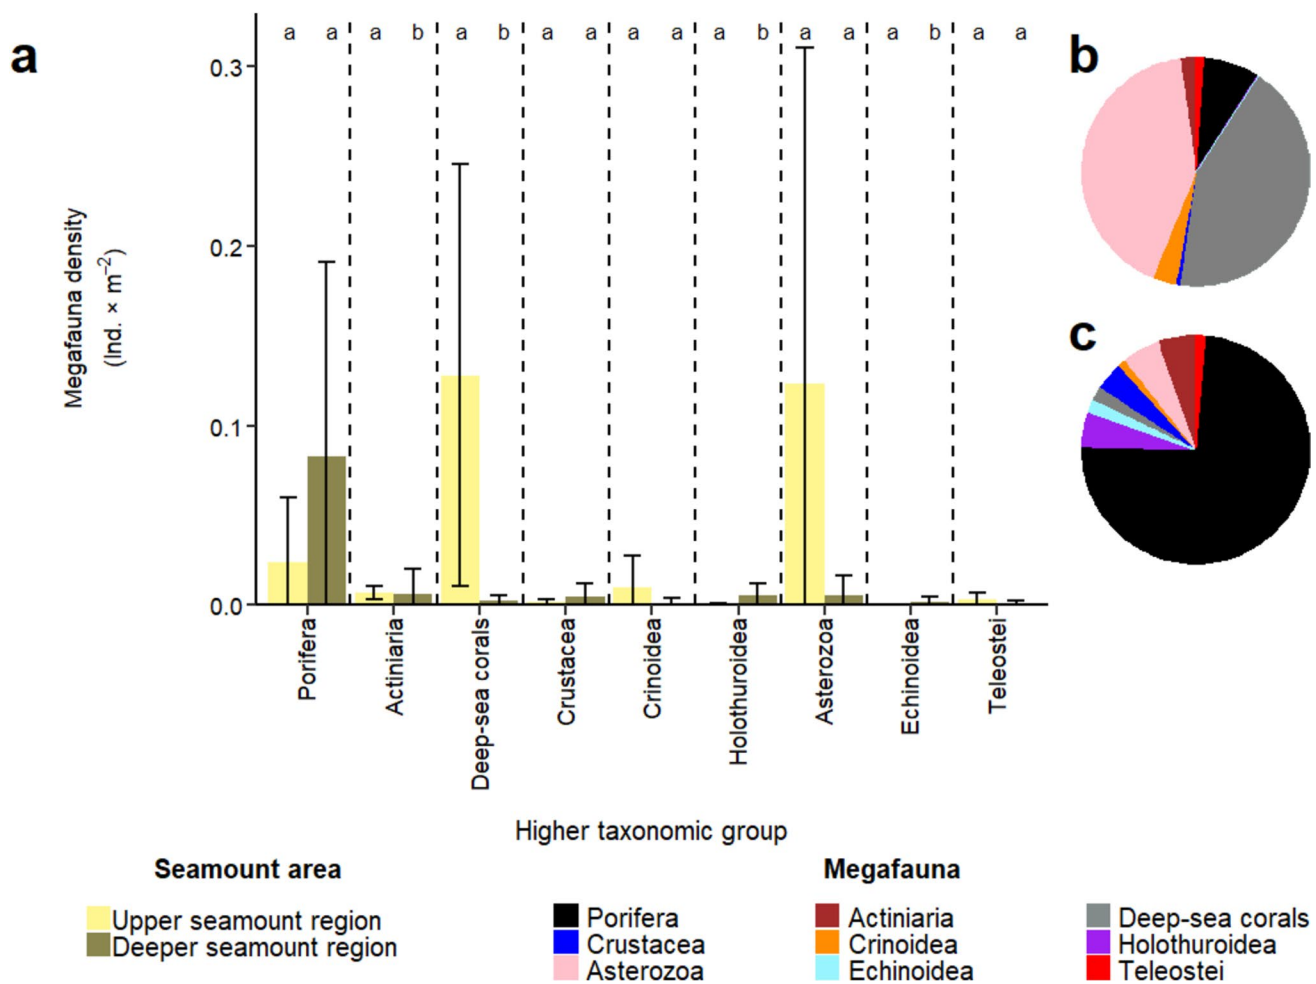 a
b
c
a a a b a b a a a a a b a a a b a a
0.3
0.2
0.1
0.0
Megafauna density
(Ind. × m⁻²)
Porifera
Actiniaria
Deep-sea corals
Crustacea
Crinoidea
Holothuroidea
Asterozoa
Echinoidea
Teleostei
Higher taxonomic group
Seamount area
Upper seamount region
Deeper seamount region
Megafauna
Porifera Actiniaria Deep-sea corals
Crustacea Crinoidea Holothuroidea
Asterozoa Echinoidea Teleostei